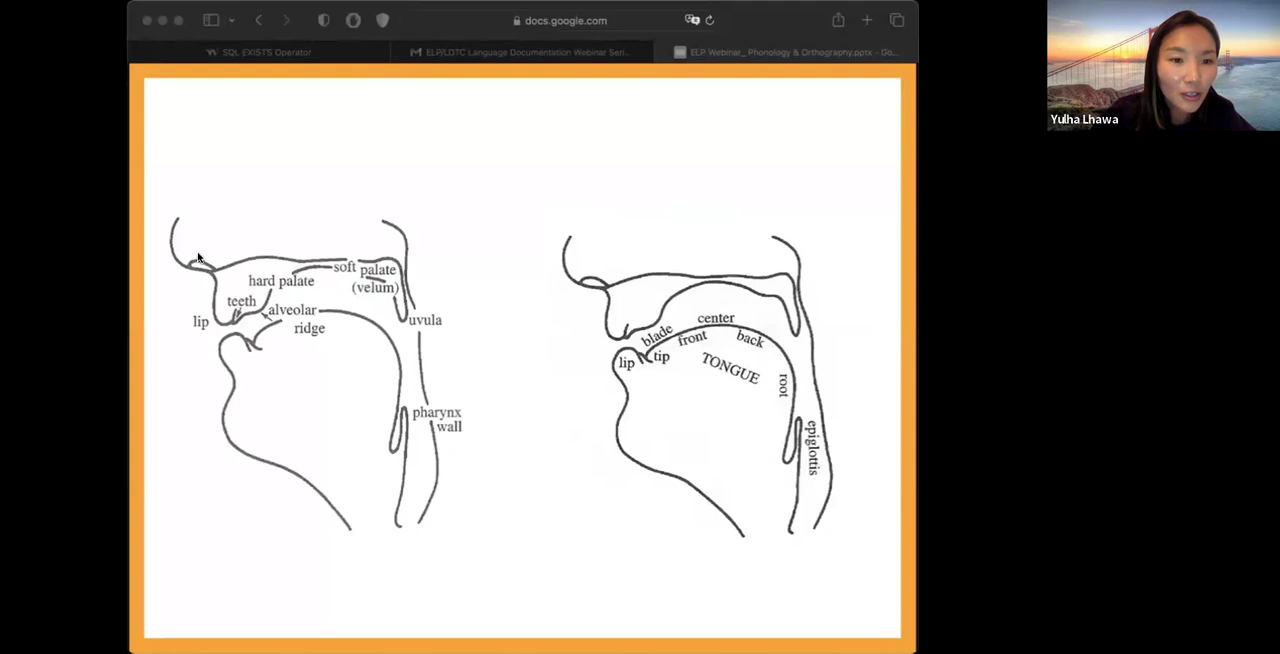 docs.google.com
SQL EXISTS Operator
ELP/LDTC Language Documentation Webinar Seri...
ELP Webinar_ Phonology & Orthography.pptx - Go...
Yulha Lhawa
soft palate
(velum)
hard palate
teeth
alveolar
ridge
lip
uvula
pharynx
wall
center
blade
front
back
lip
tip
TONGUE
root
epiglottis